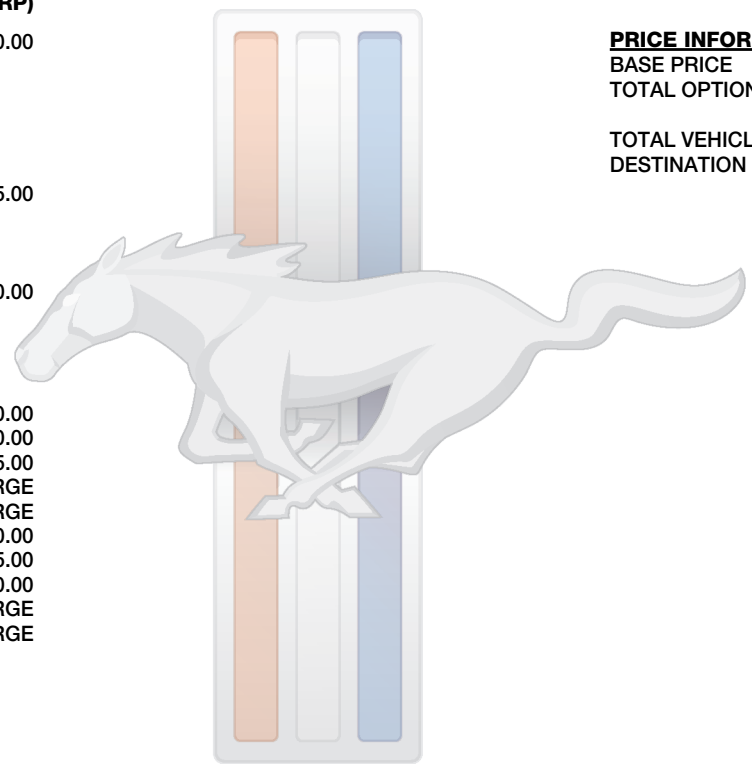 RP)
0.00
5.00
0.00
0.00
0.00
5.00
RGE
RGE
0.00
5.00
0.00
RGE
RGE
PRICE INFOR
BASE PRICE
TOTAL OPTION
TOTAL VEHICL
DESTINATION